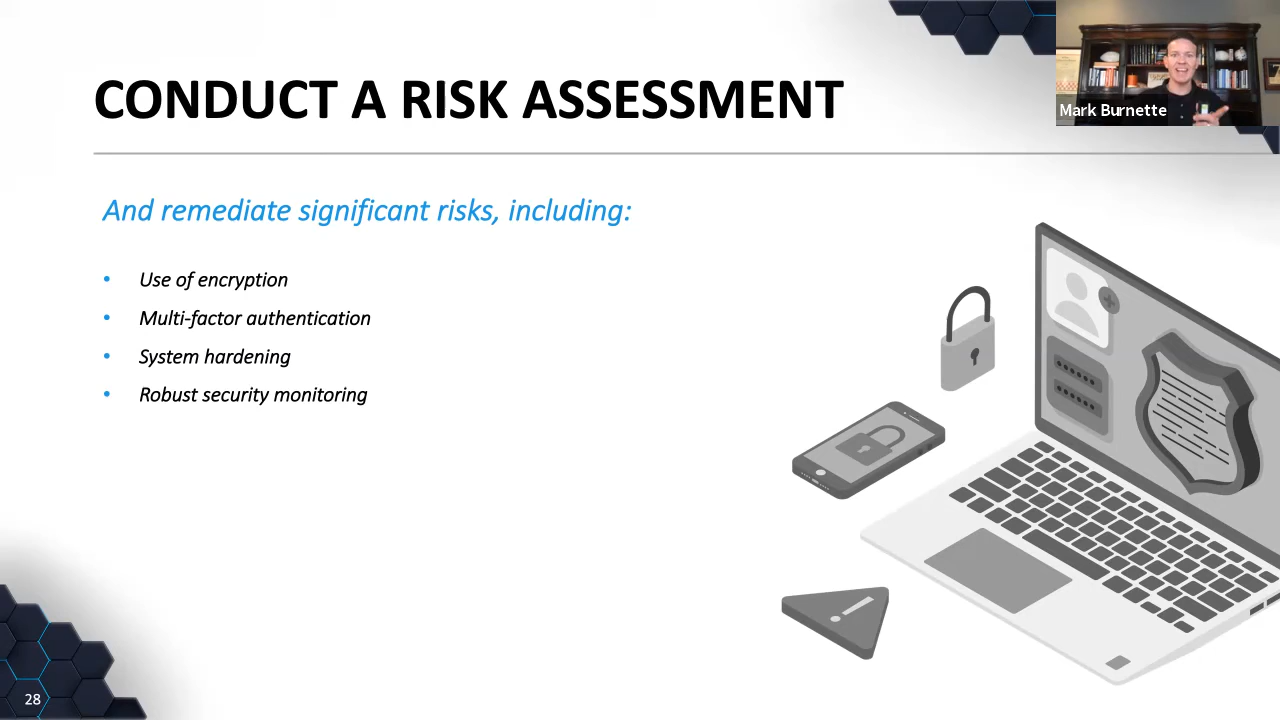 CONDUCT A RISK ASSESSMENT
Mark Burnette
And remediate significant risks, including:
• Use of encryption
• Multi-factor authentication
• System hardening
• Robust security monitoring
28